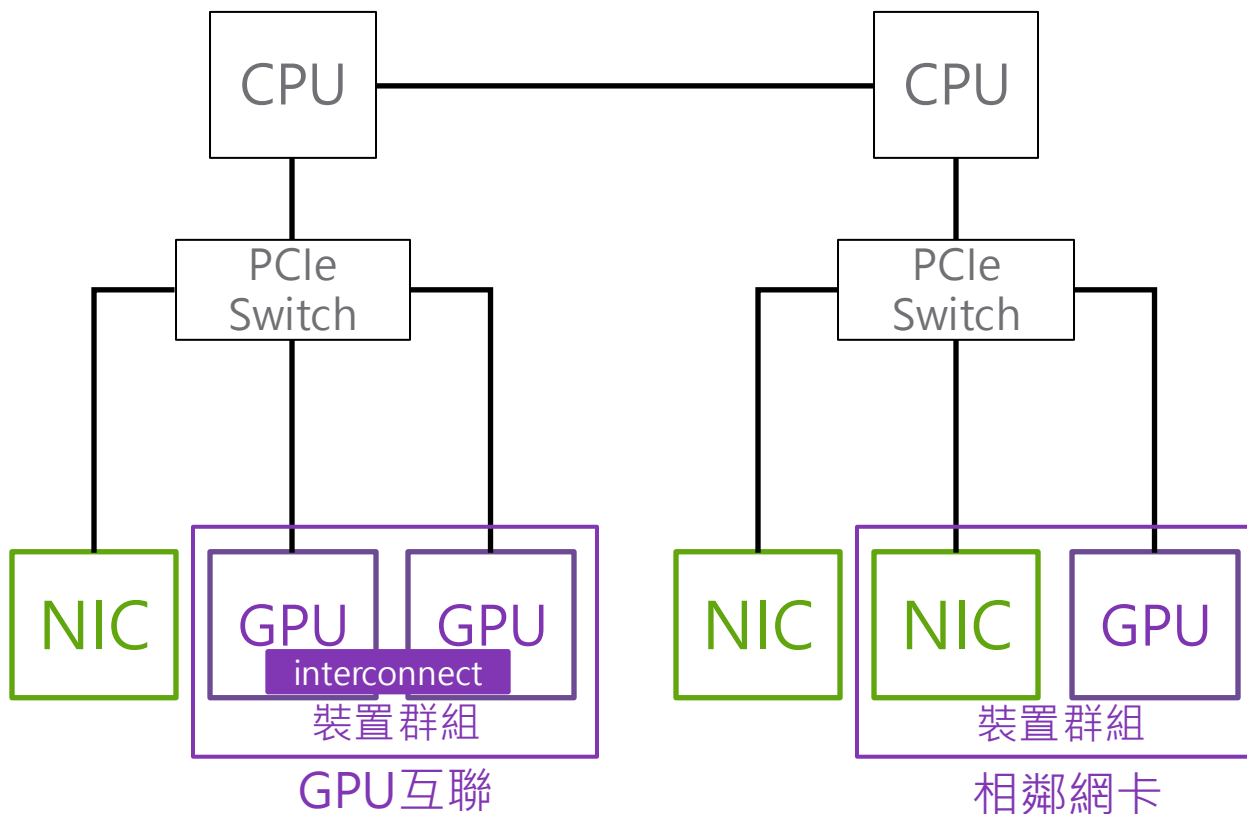 CPU
CPU
PCIe
Switch
PCIe
Switch
NIC
GPU
GPU
interconnect
裝置群組
GPU互聯
NIC
NIC
GPU
裝置群組
相鄰網卡